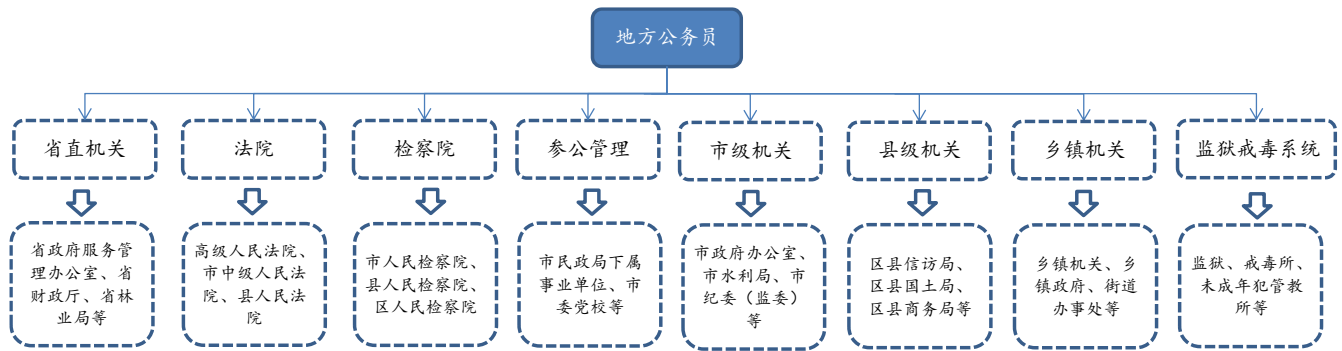 地方公务员
省直机关
法院
检察院
参公管理
市级机关
县级机关
乡镇机关
监狱戒毒系统
省政府服务管
理办公室、省
财政厅、省林
业局等
高级人民法院、
市中级人民法
院、县人民法
院
市人民检察院、
县人民检察院、
区人民检察院
市民政局下属
事业单位、市
委党校等
市政府办公室、
市水利局、市
纪委（监委）
等
区县信访局、
区县国土局、
区县商务局等
乡镇机关、乡
镇政府、街道
办事处等
监狱、戒毒所、
未成年犯管教
所等